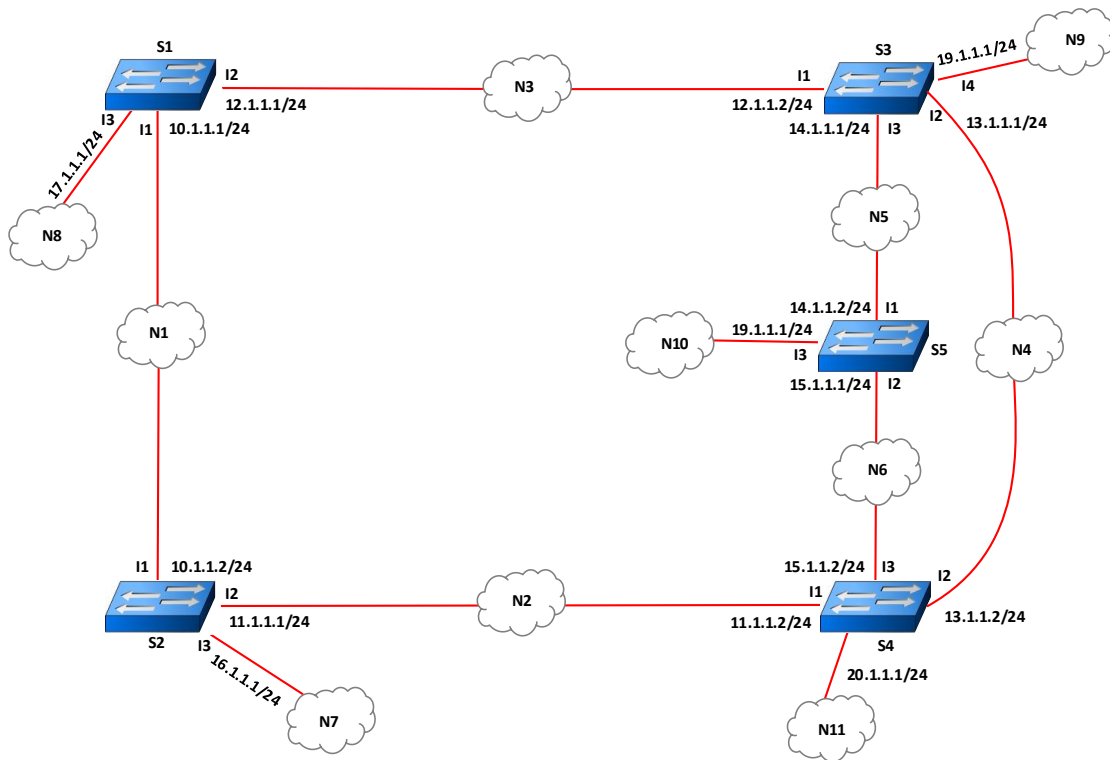 S1
I2
12.1.1.1/24
I3
I1
10.1.1.1/24
17.1.1.1/24
N8
N3
S3
I1
12.1.1.2/24
14.1.1.1/24
I3
I2
13.1.1.1/24
I4
19.1.1.1/24
N9
N5
N1
14.1.1.2/24
I1
N10
19.1.1.1/24
I3
S5
15.1.1.1/24
I2
N4
N6
I1
10.1.1.2/24
I2
11.1.1.1/24
S2
I3
16.1.1.1/24
N7
N2
15.1.1.2/24
I3
I1
11.1.1.2/24
I2
13.1.1.2/24
S4
20.1.1.1/24
N11